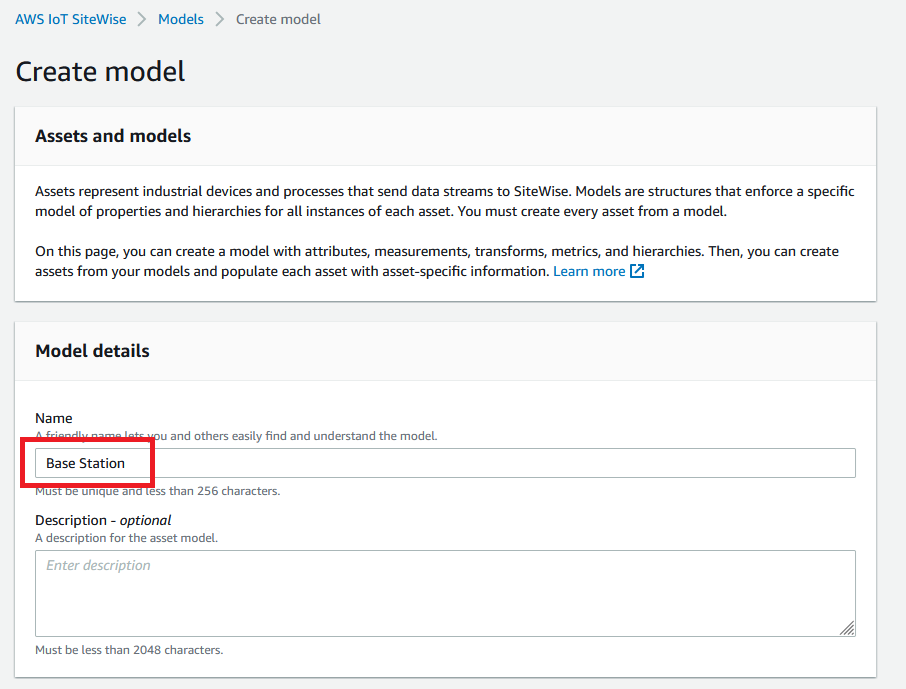 AWS IoT SiteWise > Models > Create model
Create model
Assets and models
Assets represent industrial devices and processes that send data streams to SiteWise. Models are structures that enforce a specific
model of properties and hierarchies for all instances of each asset. You must create every asset from a model.
On this page, you can create a model with attributes, measurements, transforms, metrics, and hierarchies. Then, you can create
assets from your models and populate each asset with asset-specific information. Learn more
Model details
Name
A friendly name lets you and others easily find and understand the model.
Base Station
Must be unique and less than 256 characters.
Description - optional
A description for the asset model.
Enter description
Must be less than 2048 characters.